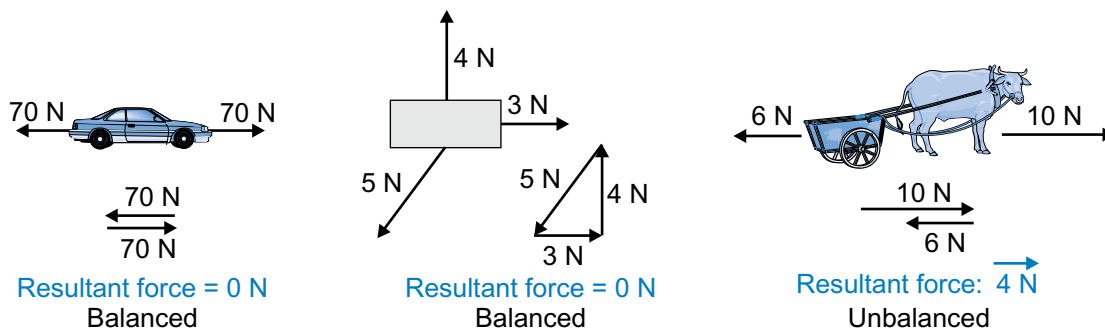 70 N
70 N
70 N
70 N
Resultant force = 0 N
Balanced
4 N
3 N
5 N
5 N
4 N
3 N
Resultant force = 0 N
Balanced
6 N
10 N
10 N
6 N
Resultant force: 4 N
Unbalanced